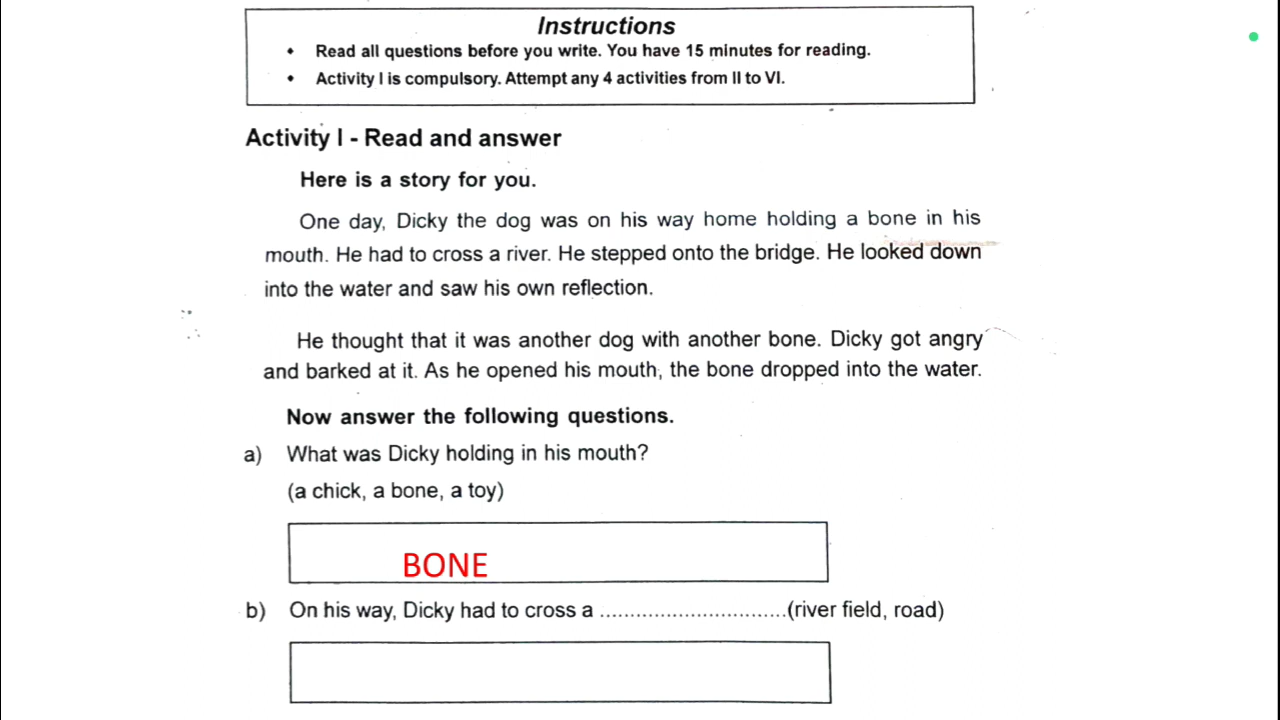 Instructions
• Read all questions before you write. You have 15 minutes for reading.
• Activity I is compulsory. Attempt any 4 activities from II to VI.
Activity I - Read and answer
Here is a story for you.
One day, Dicky the dog was on his way home holding a bone in his
mouth. He had to cross a river. He stepped onto the bridge. He looked down
into the water and saw his own reflection.
He thought that it was another dog with another bone. Dicky got angry
and barked at it. As he opened his mouth, the bone dropped into the water.
Now answer the following questions.
a) What was Dicky holding in his mouth?
(a chick, a bone, a toy)
BONE
b) On his way, Dicky had to cross a ..............................(river field, road)